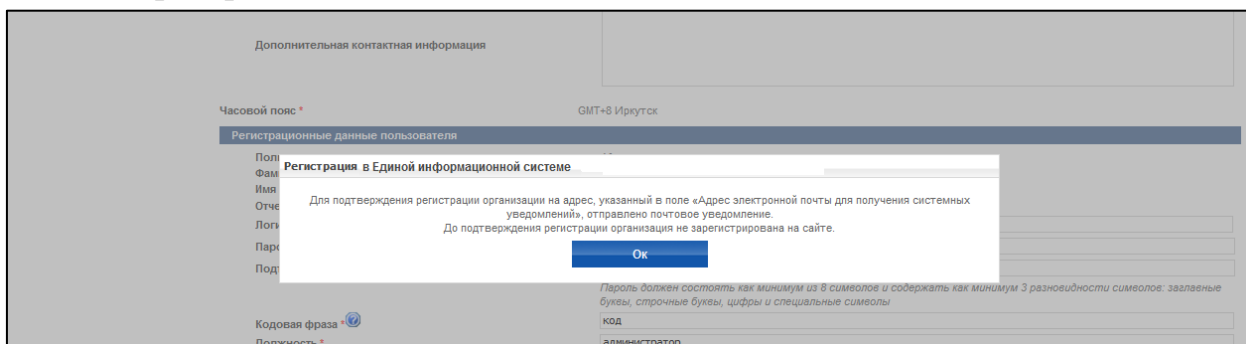 Дополнительная контактная информация
Часовой пояс *
GMT+8 Иркутск
Регистрационные данные пользователя
Регистрация в Единой информационной системе
Для подтверждения регистрации организации на адрес, указанный в поле «Адрес электронной почты для получения системных
уведомлений», отправлено почтовое уведомление.
До подтверждения регистрации организация не зарегистрирована на сайте.
Ок
Имя
Пароль должен состоять как минимум из 8 символов и содержать как минимум 3 разновидности символов: заглавные
буквы, строчные буквы, цифры и специальные символы
Кодовая фраза *
код
Должность *
администратор